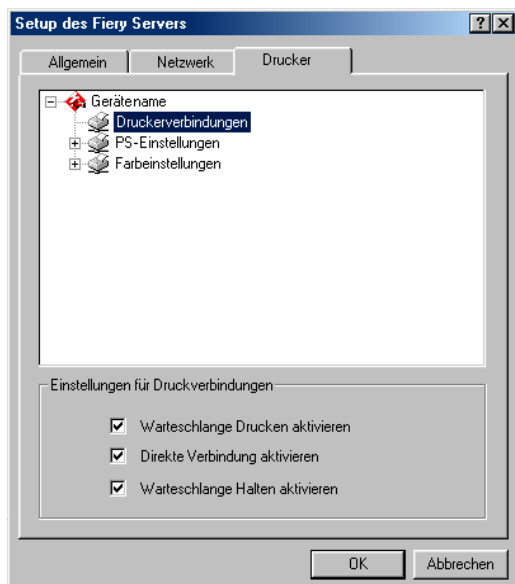 Setup des Fiery Servers
Allgemein Netzwerk Drucker
Gerätename
Druckerverbindungen
PS-Einstellungen
Farbeinstellungen
Einstellungen für Druckverbindungen
Warteschlange Drucken aktivieren
Direkte Verbindung aktivieren
Warteschlange Halten aktivieren
OK Abbrechen